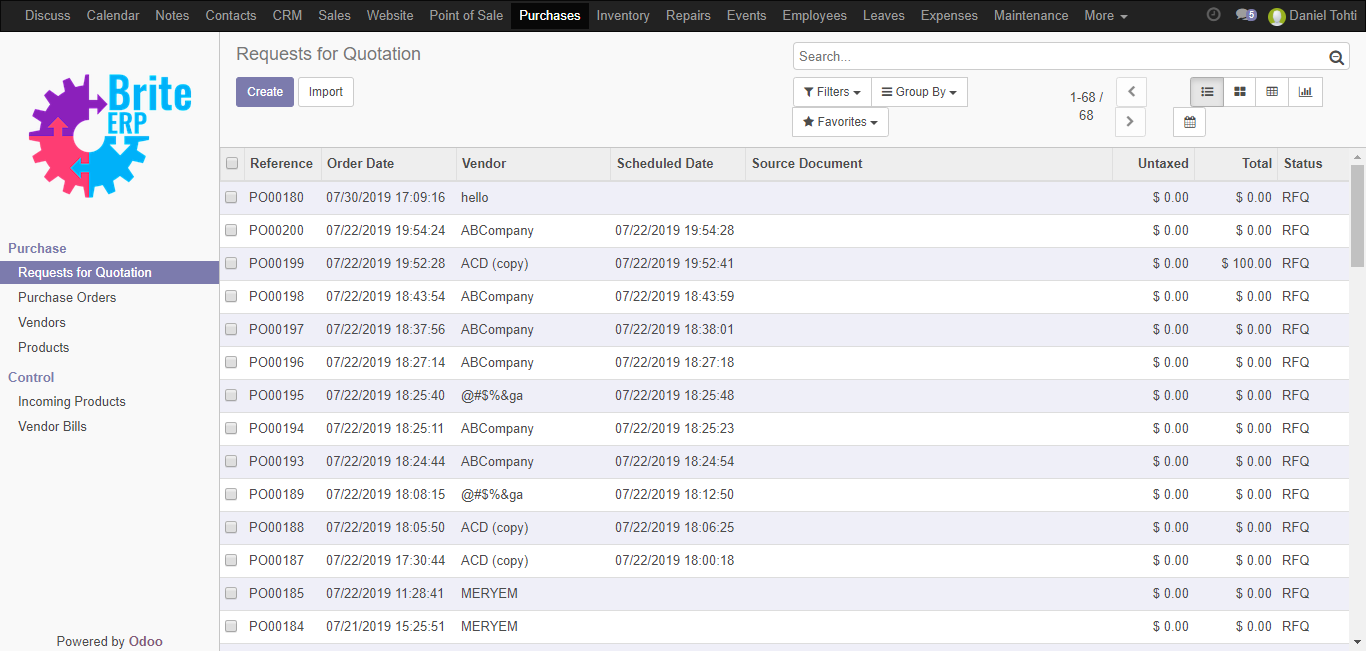 Discuss Calendar Notes Contacts CRM Sales Website Point of Sale Purchases Inventory Repairs Events Employees Leaves Expenses Maintenance More 5 Daniel Tohti
Brite
ERP
Purchase
Requests for Quotation
Purchase Orders
Vendors
Products
Control
Incoming Products
Vendor Bills
Powered by Odoo
Requests for Quotation
Search...
Create Import
Filters Group By
Favorites
1-68 /
68
Reference Order Date Vendor Scheduled Date Source Document Untaxed Total Status
PO00180 07/30/2019 17:09:16 hello $ 0.00 $ 0.00 RFQ
PO00200 07/22/2019 19:54:24 ABCompany 07/22/2019 19:54:28 $ 0.00 $ 0.00 RFQ
PO00199 07/22/2019 19:52:28 ACD (copy) 07/22/2019 19:52:41 $ 0.00 $ 100.00 RFQ
PO00198 07/22/2019 18:43:54 ABCompany 07/22/2019 18:43:59 $ 0.00 $ 0.00 RFQ
PO00197 07/22/2019 18:37:56 ABCompany 07/22/2019 18:38:01 $ 0.00 $ 0.00 RFQ
PO00196 07/22/2019 18:27:14 ABCompany 07/22/2019 18:27:18 $ 0.00 $ 0.00 RFQ
PO00195 07/22/2019 18:25:40 @#$%&ga 07/22/2019 18:25:48 $ 0.00 $ 0.00 RFQ
PO00194 07/22/2019 18:25:11 ABCompany 07/22/2019 18:25:23 $ 0.00 $ 0.00 RFQ
PO00193 07/22/2019 18:24:44 ABCompany 07/22/2019 18:24:54 $ 0.00 $ 0.00 RFQ
PO00189 07/22/2019 18:08:15 @#$%&ga 07/22/2019 18:12:50 $ 0.00 $ 0.00 RFQ
PO00188 07/22/2019 18:05:50 ACD (copy) 07/22/2019 18:06:25 $ 0.00 $ 0.00 RFQ
PO00187 07/22/2019 17:30:44 ACD (copy) 07/22/2019 18:00:18 $ 0.00 $ 0.00 RFQ
PO00185 07/22/2019 11:28:41 MERYEM $ 0.00 $ 0.00 RFQ
PO00184 07/21/2019 15:25:51 MERYEM $ 0.00 $ 0.00 RFQ